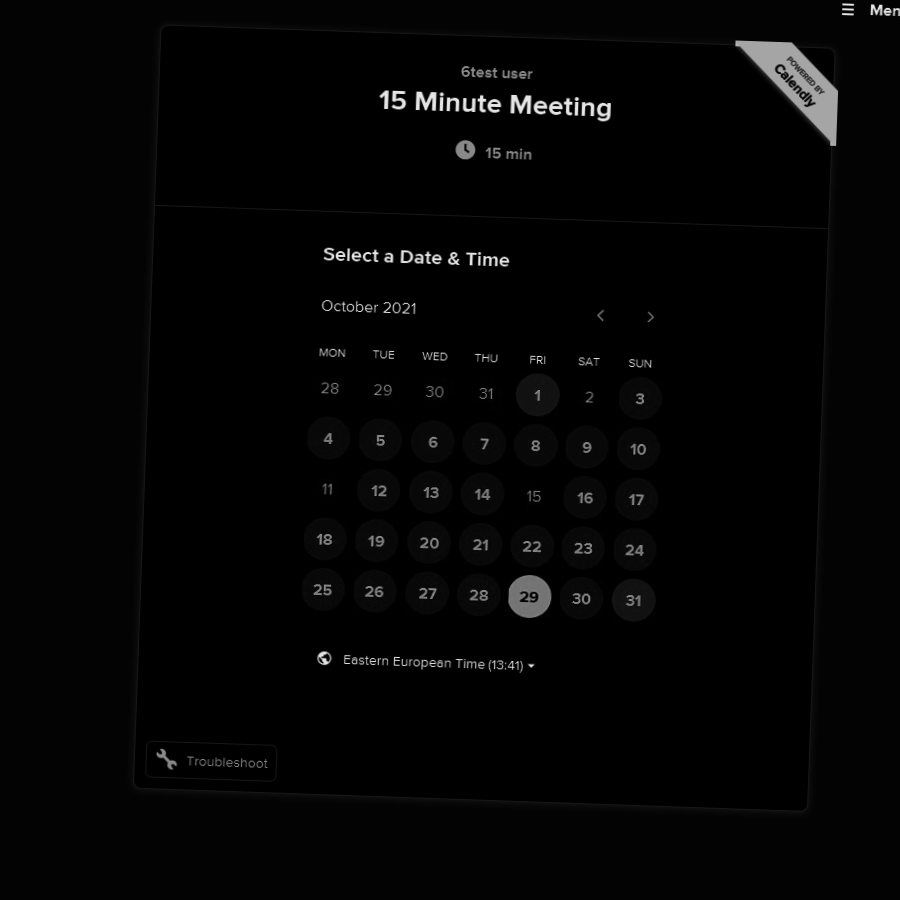 ☰ Men
POWERED BY
Calendly
6test user
15 Minute Meeting
15 min
Select a Date & Time
October 2021
MON TUE WED THU FRI SAT SUN
28 29 30 31 1 2 3
4 5 6 7 8 9 10
11 12 13 14 15 16 17
18 19 20 21 22 23 24
25 26 27 28 29 30 31
Eastern European Time (13:41)
Troubleshoot